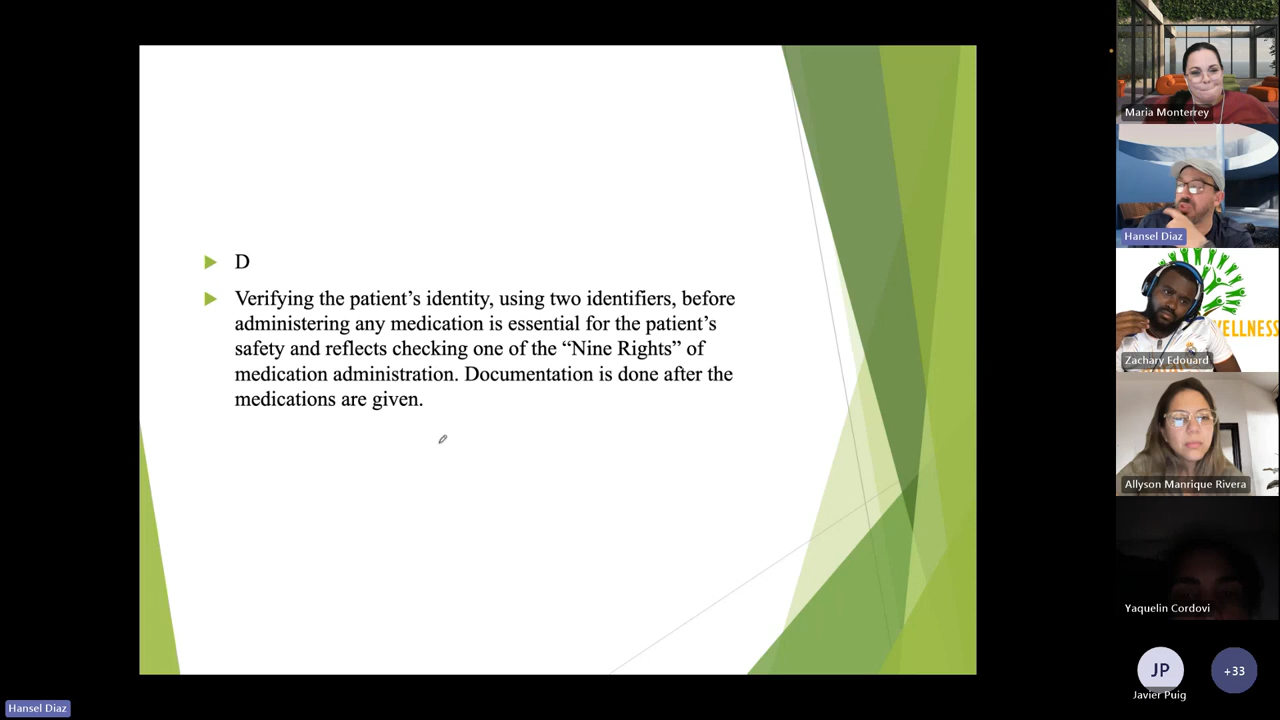 D
Verifying the patient’s identity, using two identifiers, before
administering any medication is essential for the patient’s
safety and reflects checking one of the “Nine Rights” of
medication administration. Documentation is done after the
medications are given.
Maria Monterrey
Hansel Diaz
ELLNESS
Zachary Edouard
Allyson Manrique Rivera
Yaquelin Cordovi
JP
+33
Javier Puig
Hansel Diaz